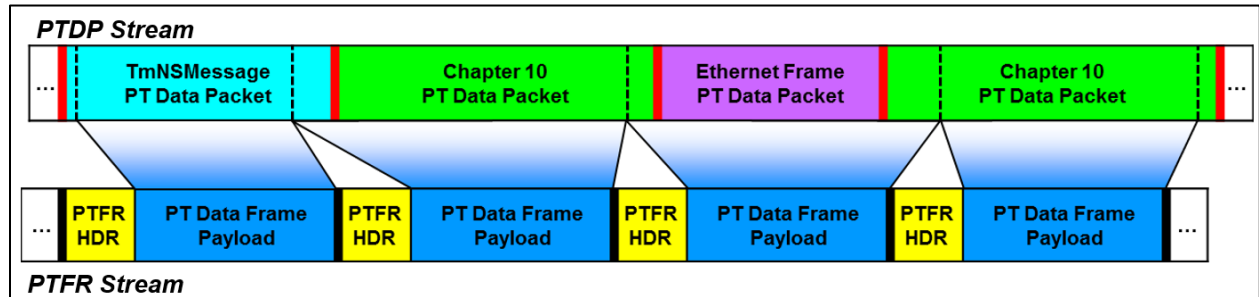 PTDP Stream
...
TmNSMessage
PT Data Packet
Chapter 10
PT Data Packet
Ethernet Frame
PT Data Packet
Chapter 10
PT Data Packet
...
...
PTFR
HDR
PT Data Frame
Payload
PTFR
HDR
PT Data Frame
Payload
PTFR
HDR
PT Data Frame
Payload
PTFR
HDR
PT Data Frame
Payload
...
PTFR Stream